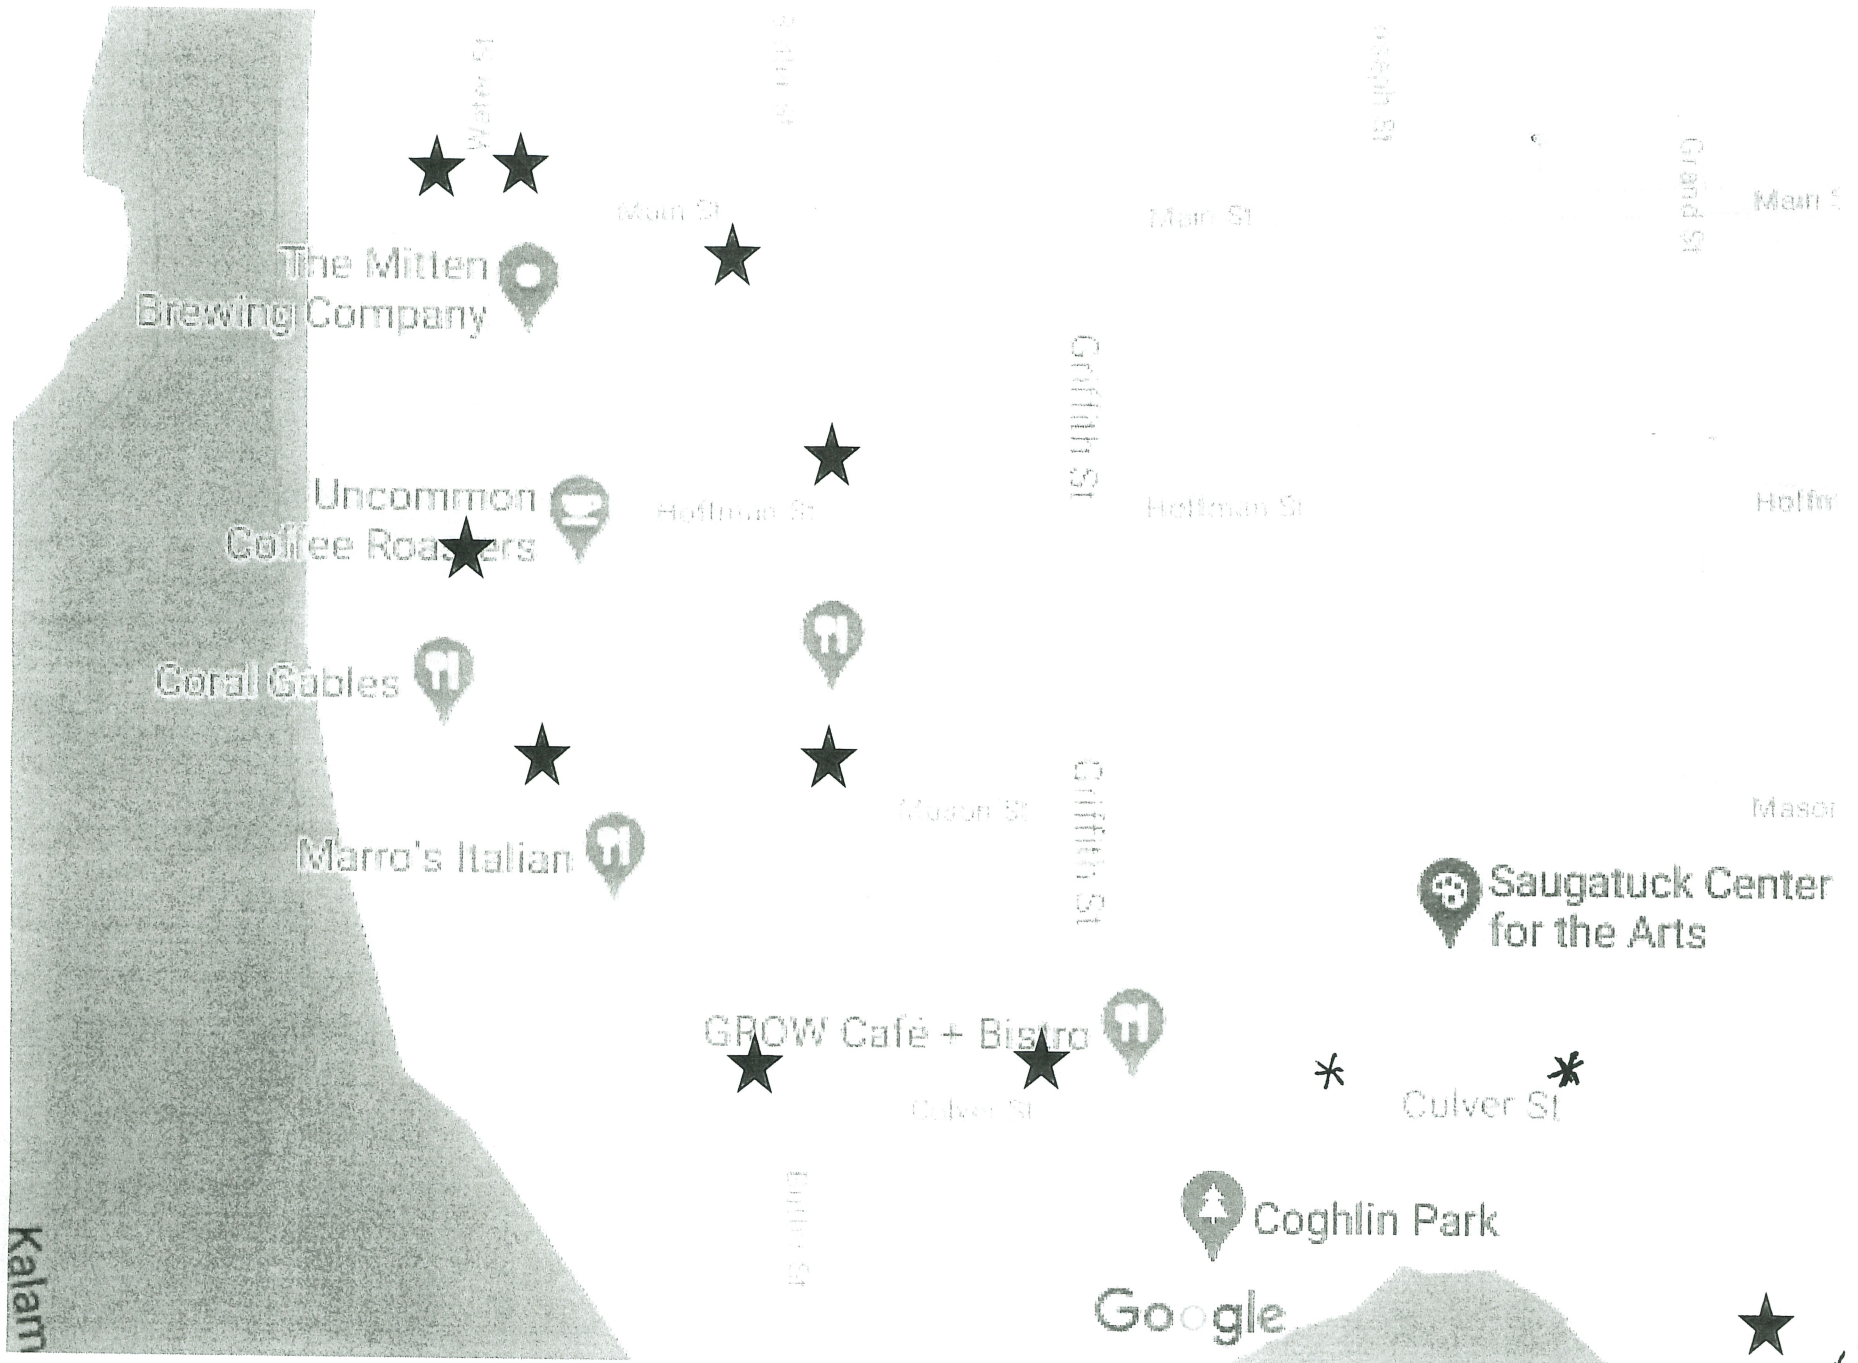 Water St
Main St
Main St
Grand St
Main S
The Mitten
Brewing Company
Griffith St
Uncommon
Coffee Roasters
Hoffman St
Hoffman St
Hoffm
Coral Gables
Mason St
Griffith St
Mason
Marro's Italian
Saugatuck Center
for the Arts
GROW Café + Bistro
Culver St
Culver St
Coghlin Park
Kalam
Google